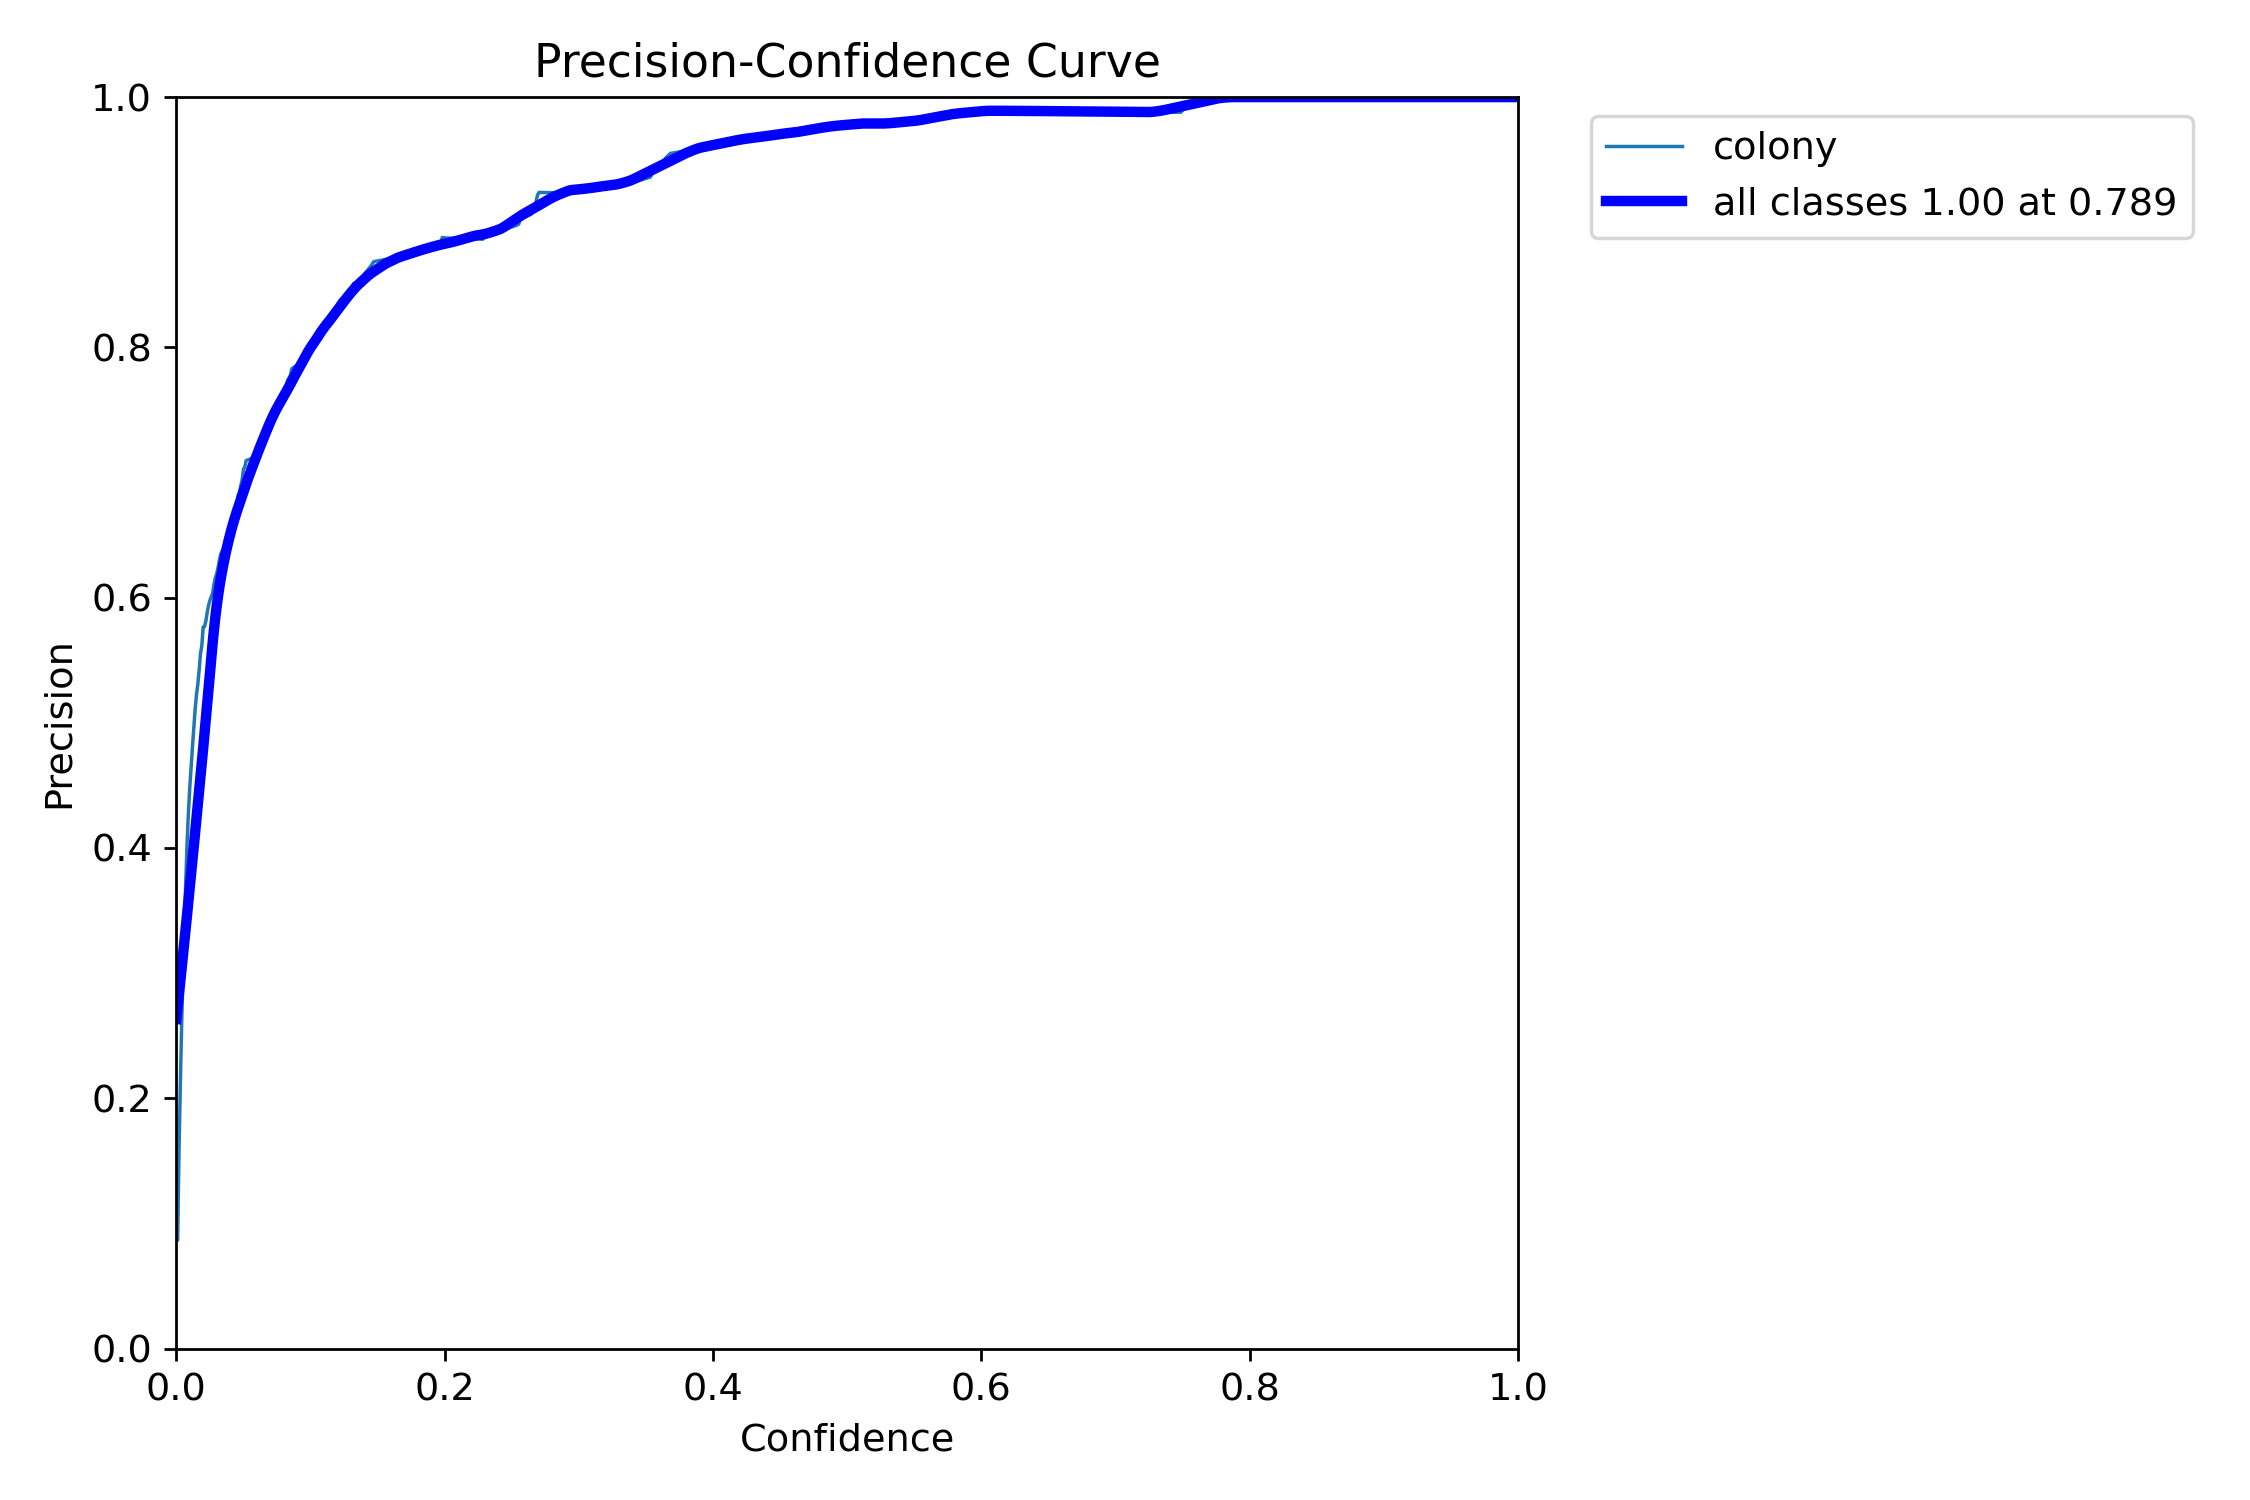 Precision-Confidence Curve
1.0
0.8
0.6
0.4
0.2
0.0
Precision
0.0 0.2 0.4 0.6 0.8 1.0
Confidence
colony
all classes 1.00 at 0.789